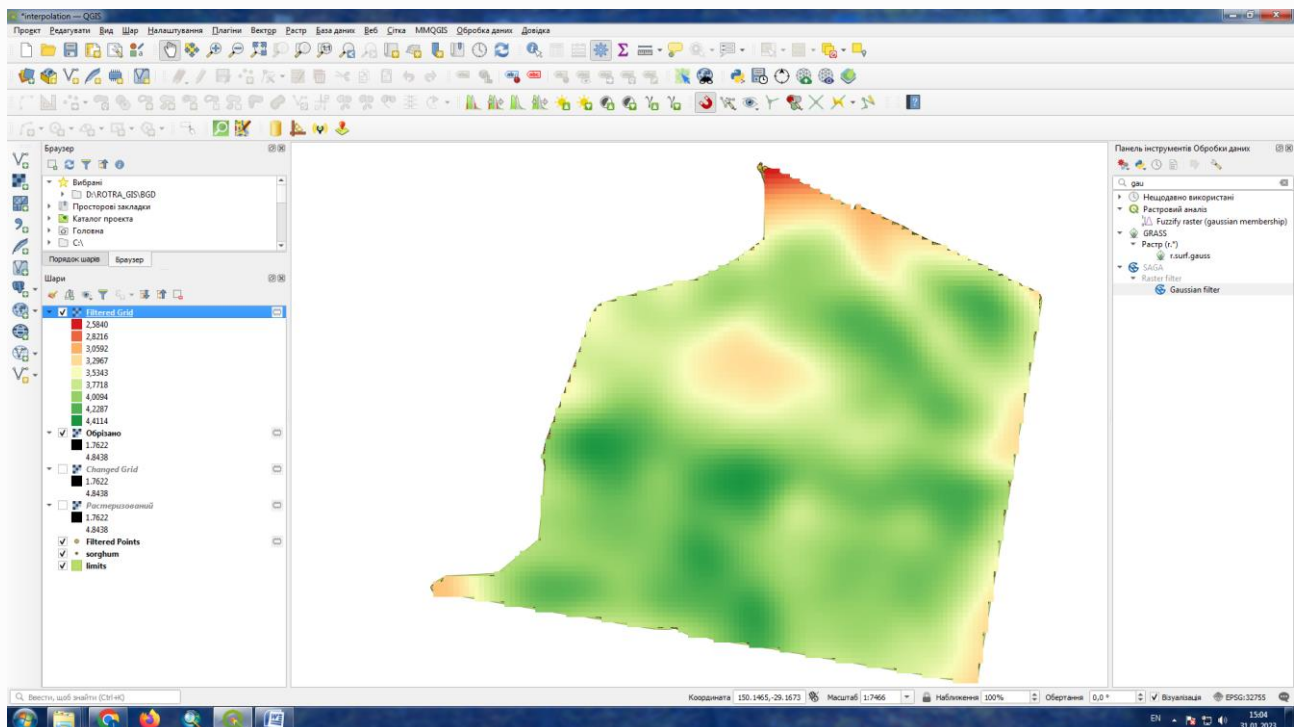 *interpolation — QGIS
Проєкт Редагувати Вид Шар Налаштування Плагіни Вектор Растр База даних Веб Сітка MMQGIS Обробка даних Довідка
Браузер
Вибрані
D:\ROTRA_GIS\BGD
Просторові закладки
Каталог проекта
Головна
C:\
Порядок шарів Браузер
Шари
Filtered Grid
2,5840
2,8216
3,0592
3,2967
3,5343
3,7718
4,0094
4,2287
4,4114
Обрізано
1.7622
4.8438
Changed Grid
1.7622
4.8438
Растеризований
1.7622
4.8438
Filtered Points
sorghum
limits
Панель інструментів Обробки даних
gau
Нещодавно використані
Растровий аналіз
Fuzzify raster (gaussian membership)
GRASS
Растр (r.*)
r.surf.gauss
SAGA
Raster filter
Gaussian filter
Ввести, щоб знайти (Ctrl+K)
Координата 150.1465,-29.1673 Масштаб 1:7466 Наближення 100% Обертання 0,0 ° Візуалізація EPSG:32755
EN 15:04
31.01.2023